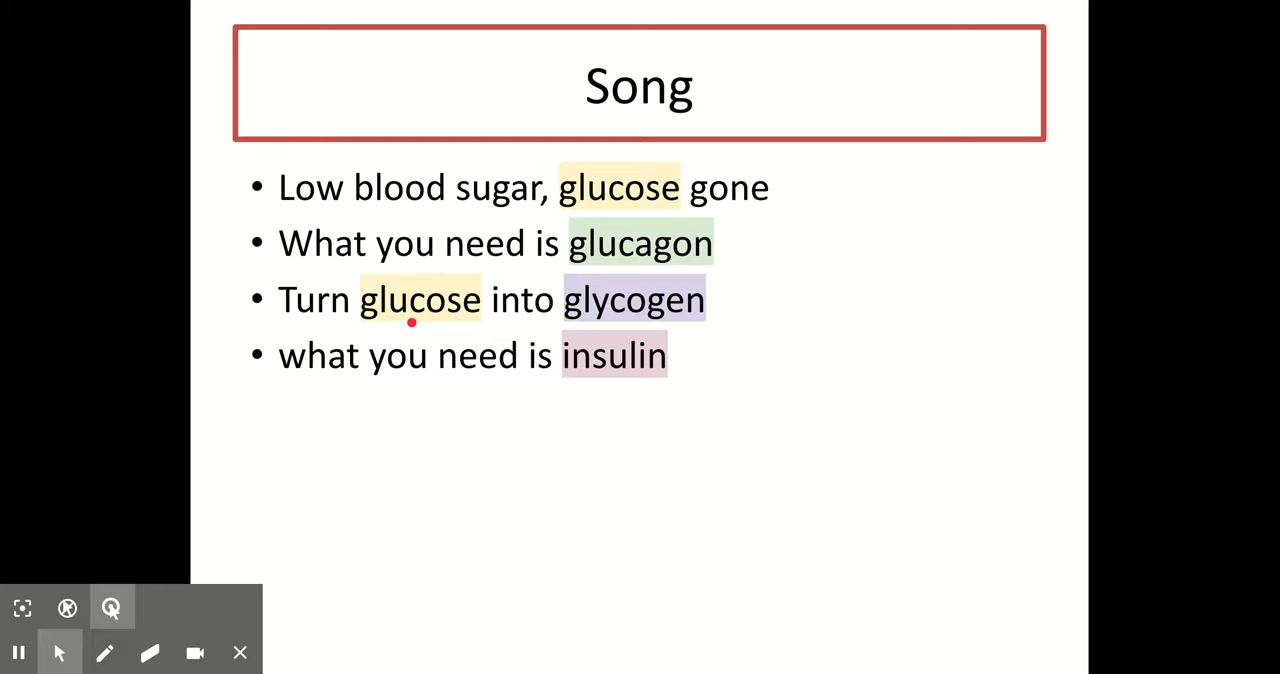 Song
• Low blood sugar, glucose gone
• What you need is glucagon
• Turn glucose into glycogen
• what you need is insulin